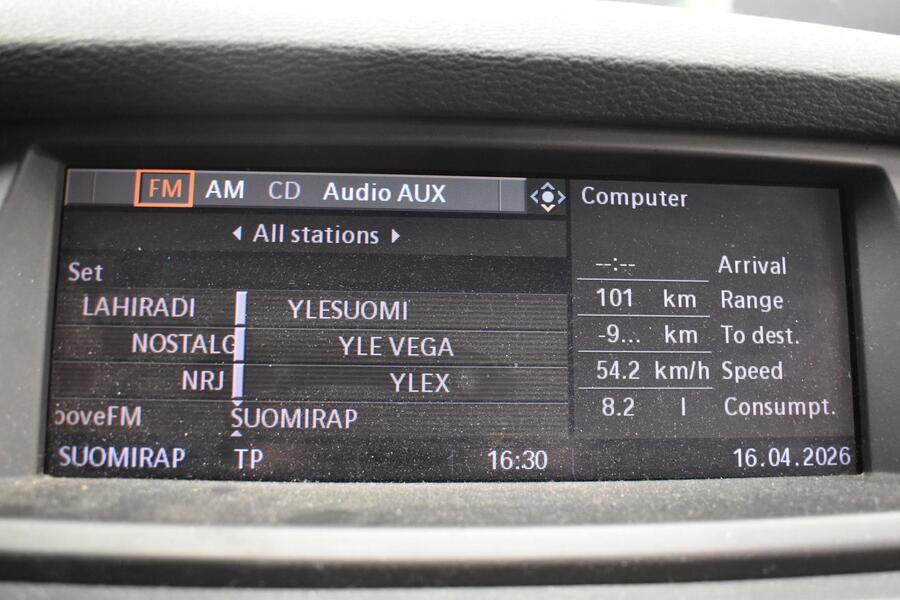 FM AM CD Audio AUX
All stations
Set
LAHIRADI YLESUOMI
NOSTALG YLE VEGA
NRJ YLEX
ooveFM SUOMIRAP
SUOMIRAP TP 16:30
Computer
--:-- Arrival
101 km Range
-9... km To dest.
54.2 km/h Speed
8.2 l Consumpt.
16.04.2026